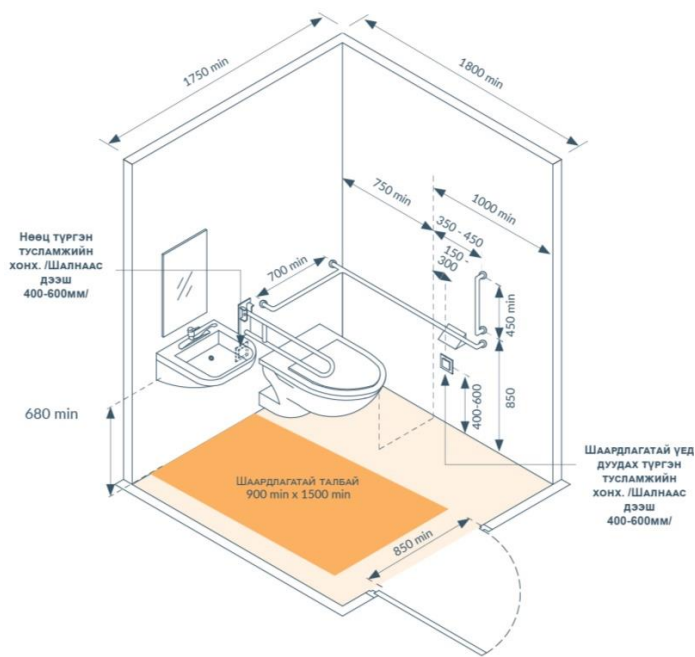 1750 min
1800 min
750 min
1000 min
350 - 450
150 -
300
700 min
450 min
Нөөц түргэн
тусламжийн
хонх. /Шалнаас
дээш
400-600мм/
680 min
850
400-600
Шаардлагатай талбай
900 min x 1500 min
850 min
Шаардлагатай үед
дуудах түргэн
тусламжийн
хонх. /Шалнаас
дээш
400-600мм/